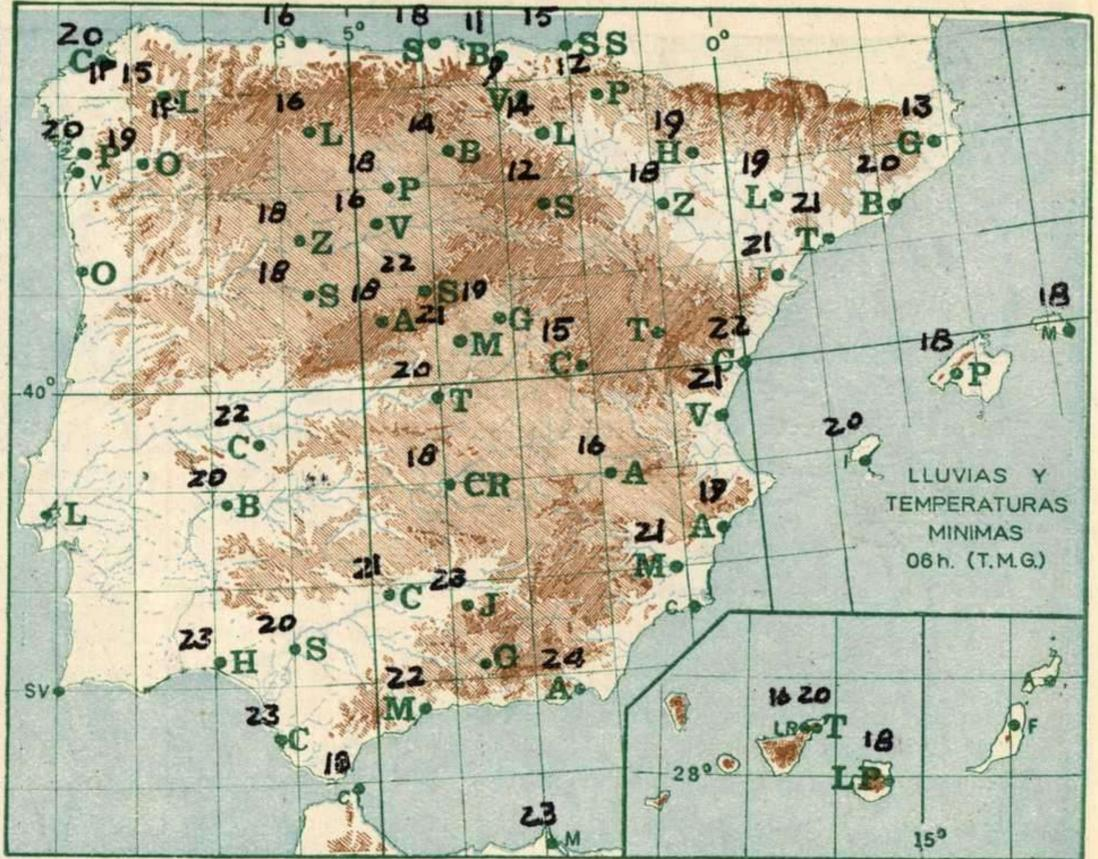 16 18 11 15
20 G 5° S B SS 0°
C 9 12
15 V P
L 16 14 19 13
20 19 L 14 B L H G
P O 18 12 18 19 20
V P S Z L 21 B
18 16 V T
Z 22 21
O 18 18 S 19 T 18
S A 21 G 15 T 22 M
M C C 18
20 21 P
40° T
22 V 20
C 18 16 I
20 CR A LLUVIAS Y
B TEMPERATURAS
L A MINIMAS
21 06 h. (T.M.G.)
21 23 M
C J C
23 20
H S G 24
SV 22 A A
M 16 20
23 C LR T F
18
18 28° LP
C
23 M 15°